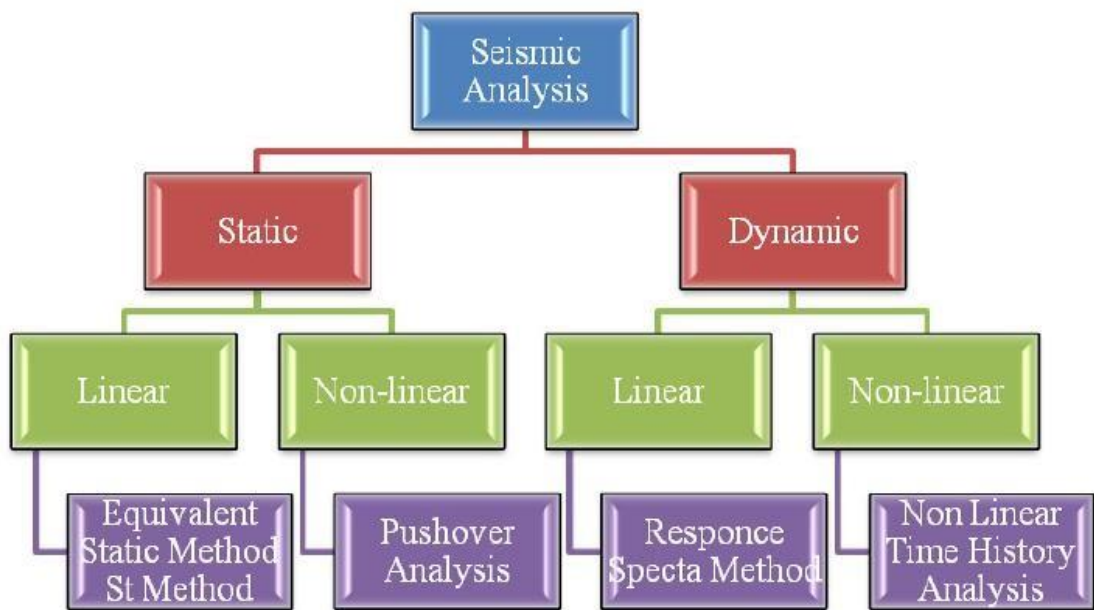 Seismic
Analysis
Static
Dynamic
Linear
Non-linear
Linear
Non-linear
Equivalent
Static Method
St Method
Pushover
Analysis
Responce
Specta Method
Non Linear
Time History
Analysis